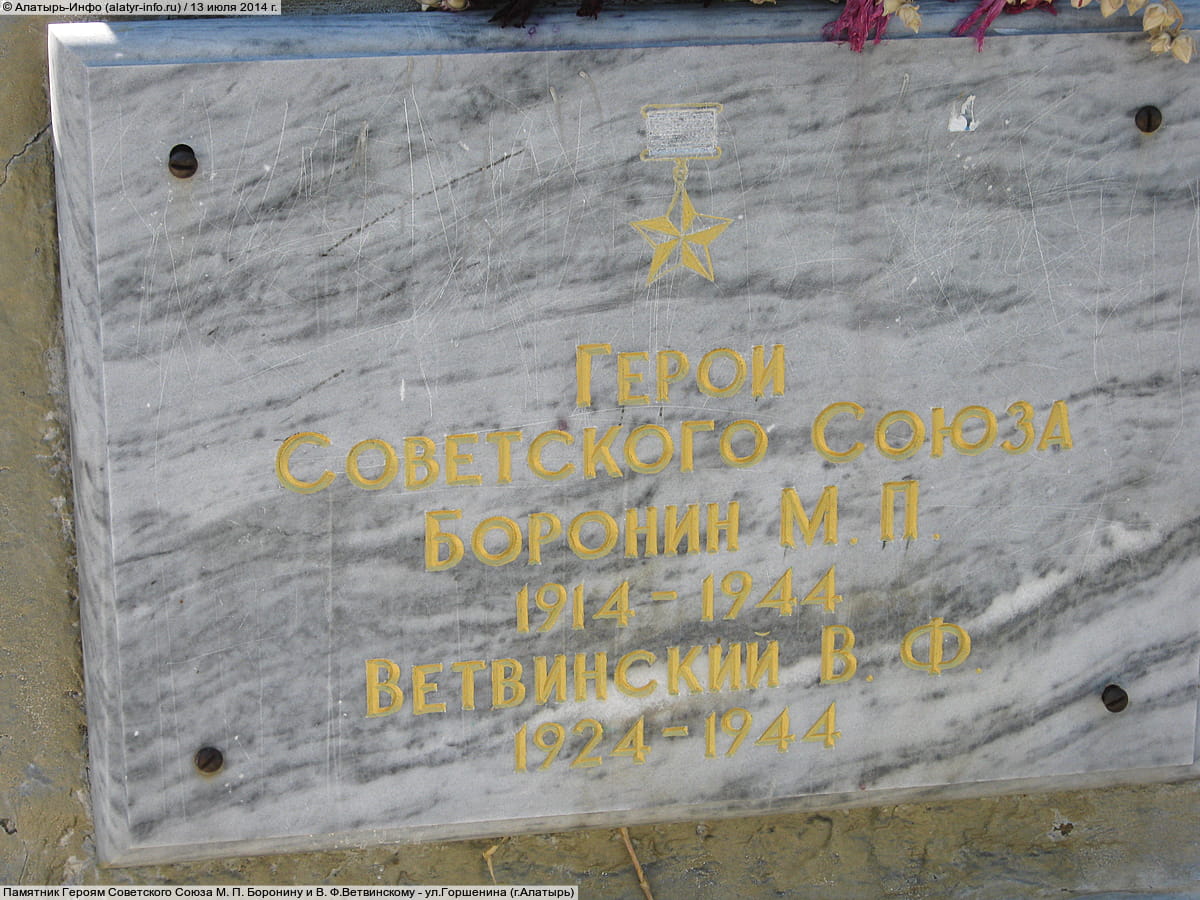 © Алатырь-Инфо (alatyr-info.ru) / 13 июля 2014 г.
Герои
Советского Союза
Боронин М. П.
1914 - 1944
Ветвинский В. Ф.
1924 - 1944
Памятник Героям Советского Союза М. П. Боронину и В. Ф.Ветвинскому - ул.Горшенина (г.Алатырь)